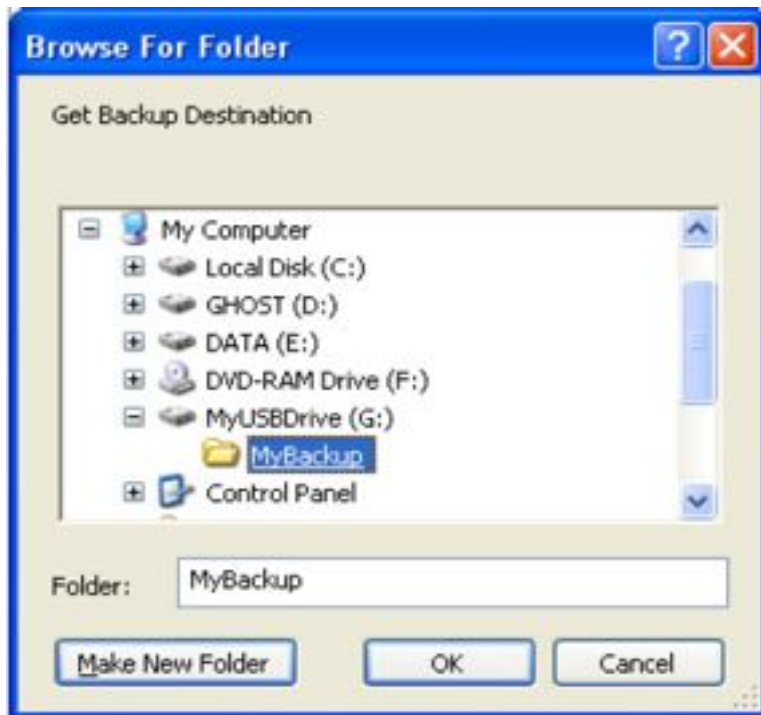 Browse For Folder
Get Backup Destination
My Computer
Local Disk (C:)
GHOST (D:)
DATA (E:)
DVD-RAM Drive (F:)
MyUSBDrive (G:)
MyBackup
Control Panel
Folder: MyBackup
Make New Folder OK Cancel